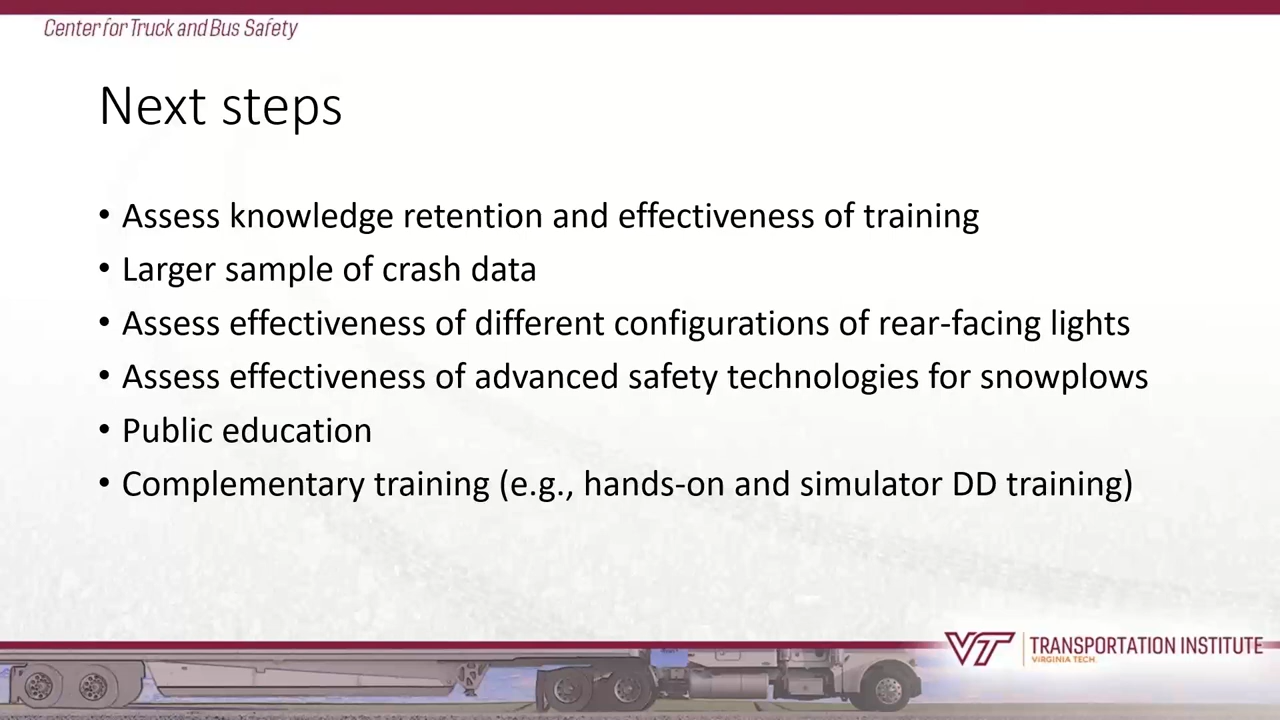 Center for Truck and Bus Safety
Next steps
• Assess knowledge retention and effectiveness of training
• Larger sample of crash data
• Assess effectiveness of different configurations of rear-facing lights
• Assess effectiveness of advanced safety technologies for snowplows
• Public education
• Complementary training (e.g., hands-on and simulator DD training)
VT TRANSPORTATION INSTITUTE
VIRGINIA TECH.